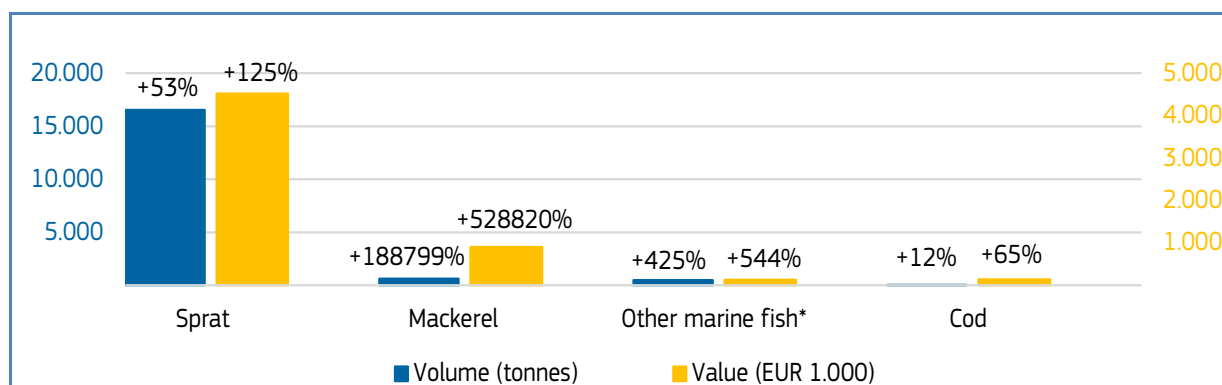 20.000
15.000
10.000
5.000
+53%
+125%
+188799%
+528820%
+425%
+544%
+12%
+65%
5.000
4.000
3.000
2.000
1.000
Sprat
Mackerel
Other marine fish*
Cod
Volume (tonnes)
Value (EUR 1.000)